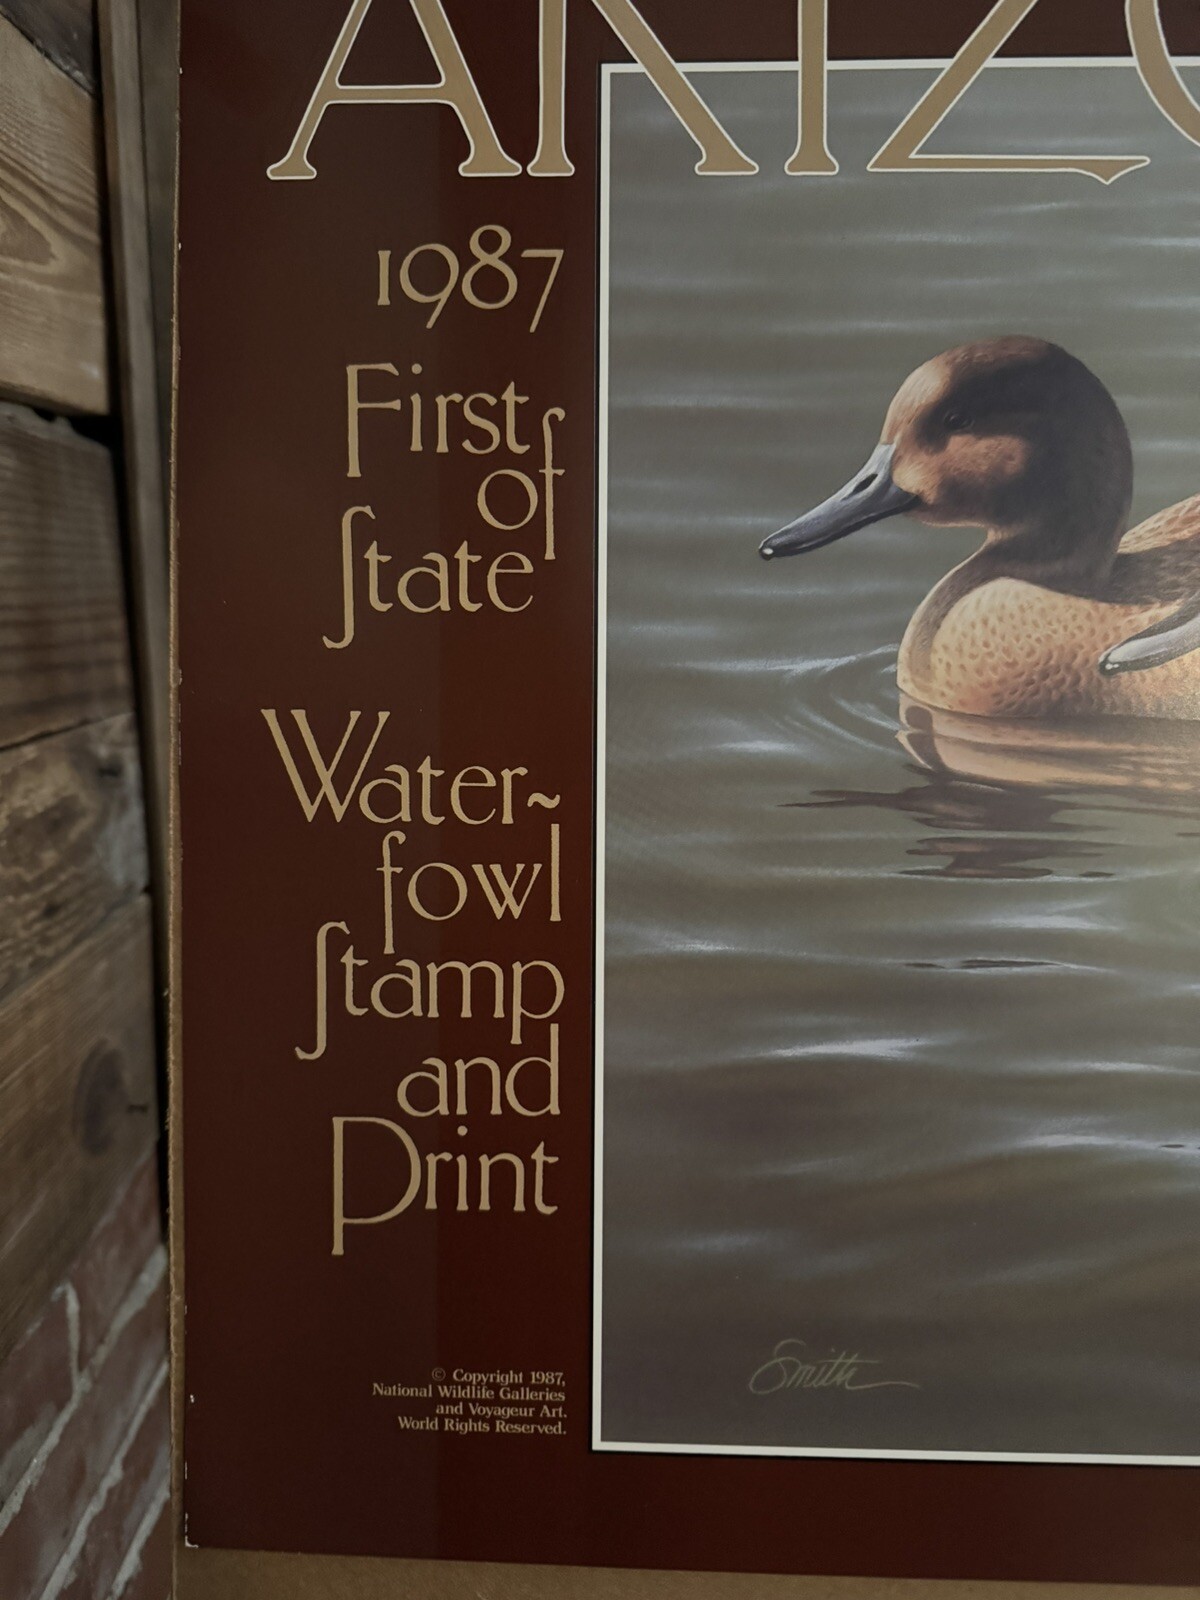 ARIZO
1987
First
of
State
Water~
fowl
Stamp
and
Print
© Copyright 1987,
National Wildlife Galleries
and Voyageur Art.
World Rights Reserved.
Smith